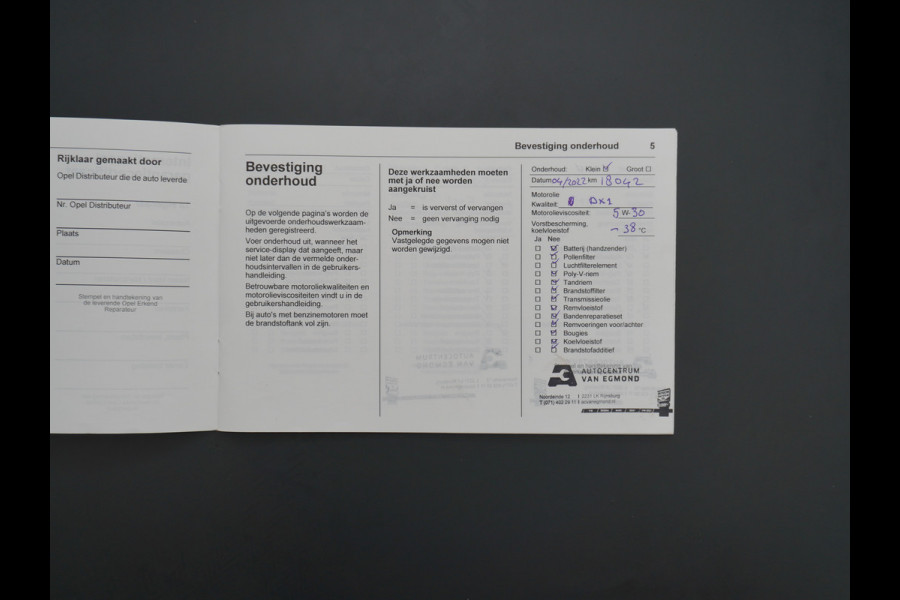 Rijklaar gemaakt door
Opel Distributeur die de auto leverde
Nr. Opel Distributeur
Plaats
Datum
Stempel en handtekening van
de leverende Opel Erkend
Reparateur
Bevestiging onderhoud 5
Bevestiging
onderhoud
Op de volgende pagina's worden de
uitgevoerde onderhoudswerkzaam-
heden geregistreerd.
Voer onderhoud uit, wanneer het
service-display dat aangeeft, maar
niet later dan de vermelde onder-
houdsintervallen in de gebruikers-
handleiding.
Betrouwbare motoroliekwaliteiten en
motorolieviscositeiten vindt u in de
gebruikershandleiding.
Bij auto's met benzinemotoren moet
de brandstoftank vol zijn.
Deze werkzaamheden moeten
met ja of nee worden
aangekruist
Ja = is ververst of vervangen
Nee = geen vervanging nodig
Opmerking
Vastgelegde gegevens mogen niet
worden gewijzigd.
Onderhoud: Klein Groot
Datum 04/2022 km 18042
Motorolie
Kwaliteit: DX1
Motorolieviscositeit: 5W30
Vorstbescherming,
koelvloeistof -38 °C
Ja Nee
Batterij (handzender)
Pollenfilter
Luchtfilterelement
Poly-V-riem
Tandriem
Brandstoffilter
Transmissieolie
Remvloeistof
Bandenreparatieset
Remvoeringen voor/achter
Bougies
Koelvloeistof
Brandstofadditief
AUTOCENTRUM
VAN EGMOND